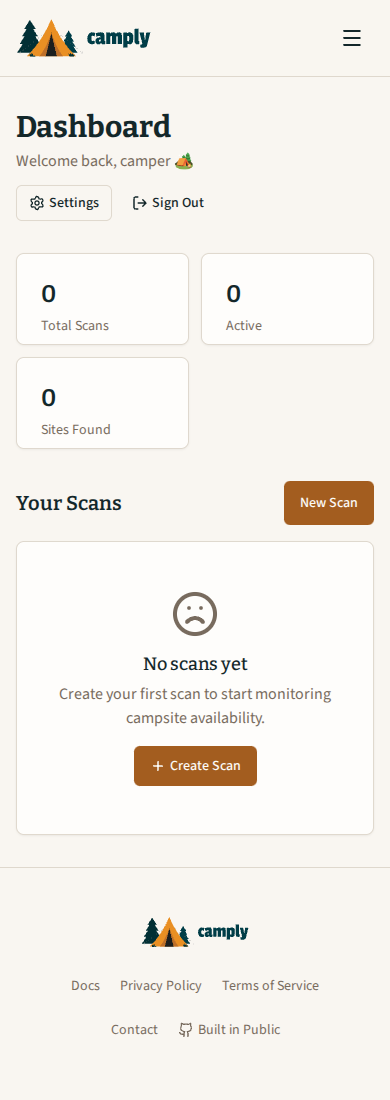 camply
Dashboard
Welcome back, camper 🏕️
Settings
Sign Out
0
Total Scans
0
Active
0
Sites Found
Your Scans
New Scan
No scans yet
Create your first scan to start monitoring
campsite availability.
+ Create Scan
camply
Docs
Privacy Policy
Terms of Service
Contact
Built in Public